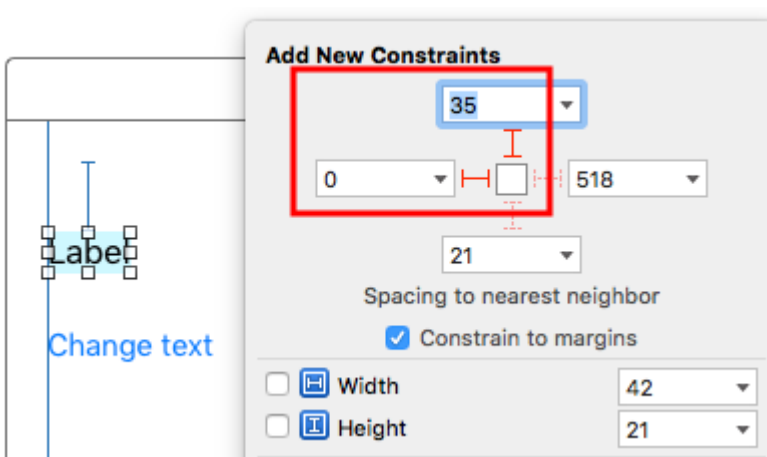 Add New Constraints
35
0
518
Label
21
Spacing to nearest neighbor
Change text
Constrain to margins
Width
42
Height
21